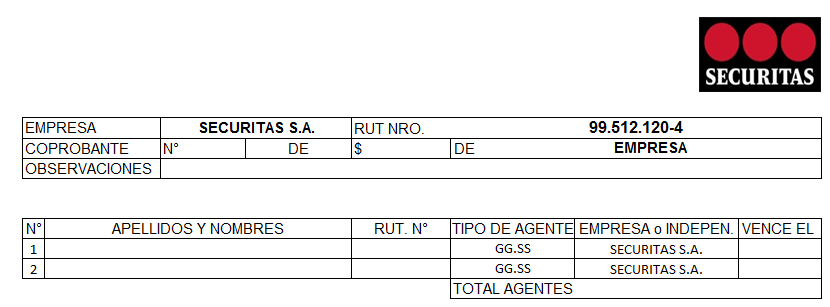 SECURITAS
EMPRESA SECURITAS S.A. RUT NRO. 99.512.120-4
COPROBANTE N° DE $ DE EMPRESA
OBSERVACIONES
N° APELLIDOS Y NOMBRES RUT. N° TIPO DE AGENTE EMPRESA o INDEPEN. VENCE EL
1 GG.SS SECURITAS S.A.
2 GG.SS SECURITAS S.A.
TOTAL AGENTES